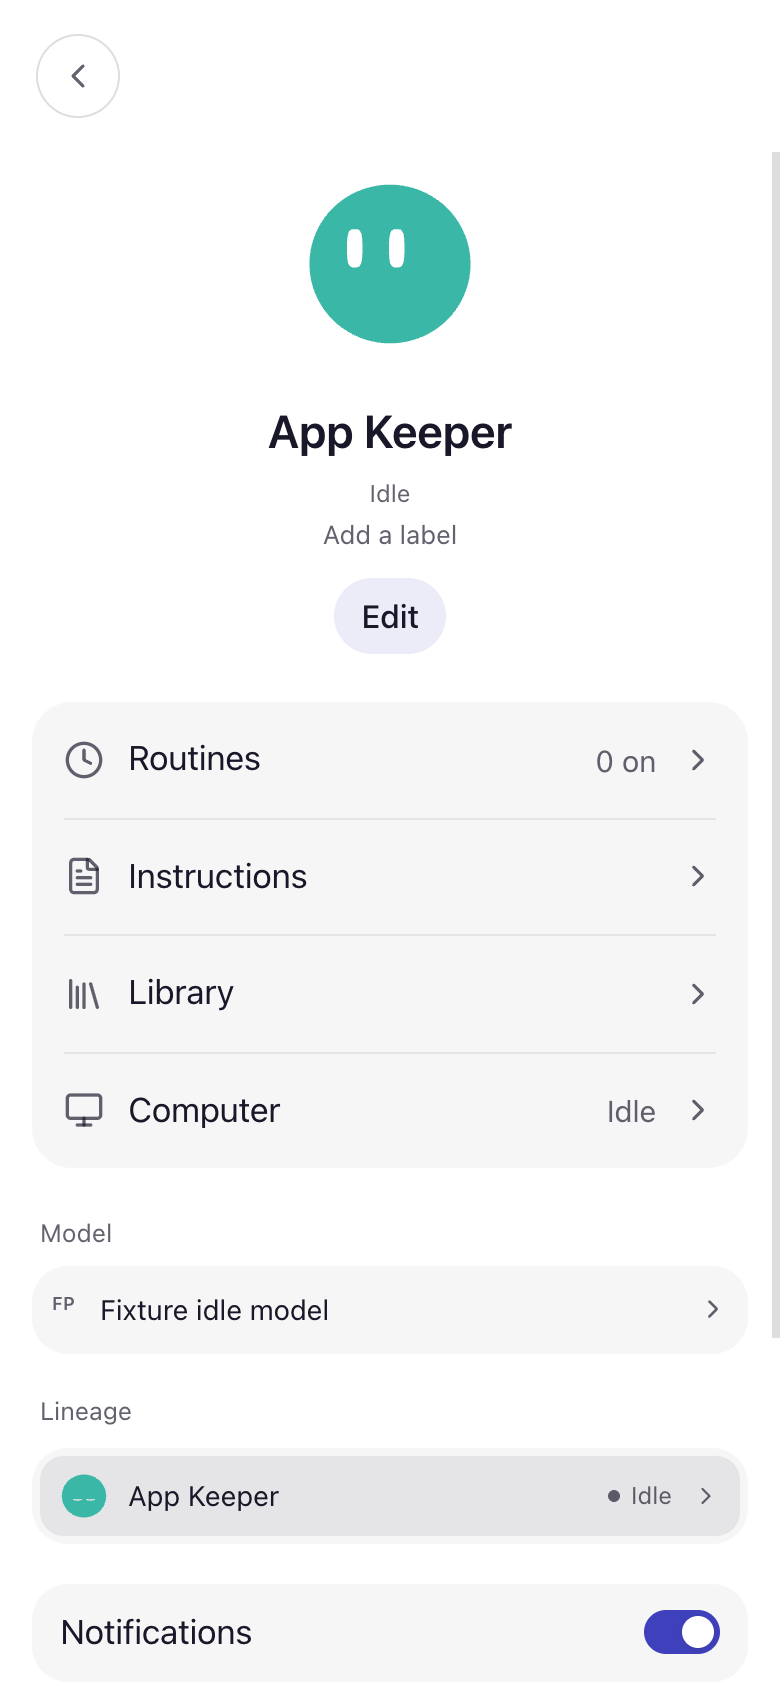 App Keeper
Idle
Add a label
Edit
Routines 0 on
Instructions
Library
Computer Idle
Model
FP Fixture idle model
Lineage
App Keeper Idle
Notifications